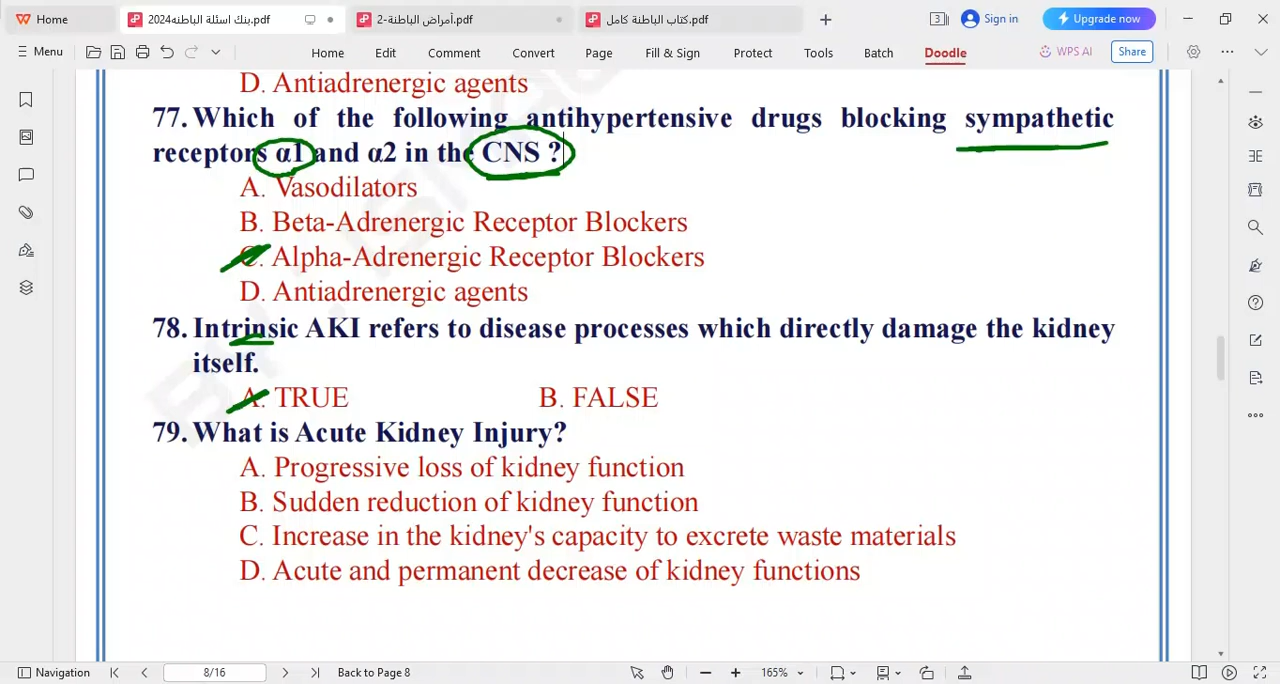 Home
بنك اسئلة الباطنه2024.pdf
أمراض الباطنة-2.pdf
كتاب الباطنة كامل.pdf
Sign in
Upgrade now
Menu
Home Edit Comment Convert Page Fill & Sign Protect Tools Batch Doodle WPS AI Share
D. Antiadrenergic agents
77. Which of the following antihypertensive drugs blocking sympathetic
receptors α1 and α2 in the CNS ?
A. Vasodilators
B. Beta-Adrenergic Receptor Blockers
C. Alpha-Adrenergic Receptor Blockers
D. Antiadrenergic agents
78. Intrinsic AKI refers to disease processes which directly damage the kidney
itself.
A. TRUE B. FALSE
79. What is Acute Kidney Injury?
A. Progressive loss of kidney function
B. Sudden reduction of kidney function
C. Increase in the kidney's capacity to excrete waste materials
D. Acute and permanent decrease of kidney functions
Navigation 8/16 Back to Page 8 165%